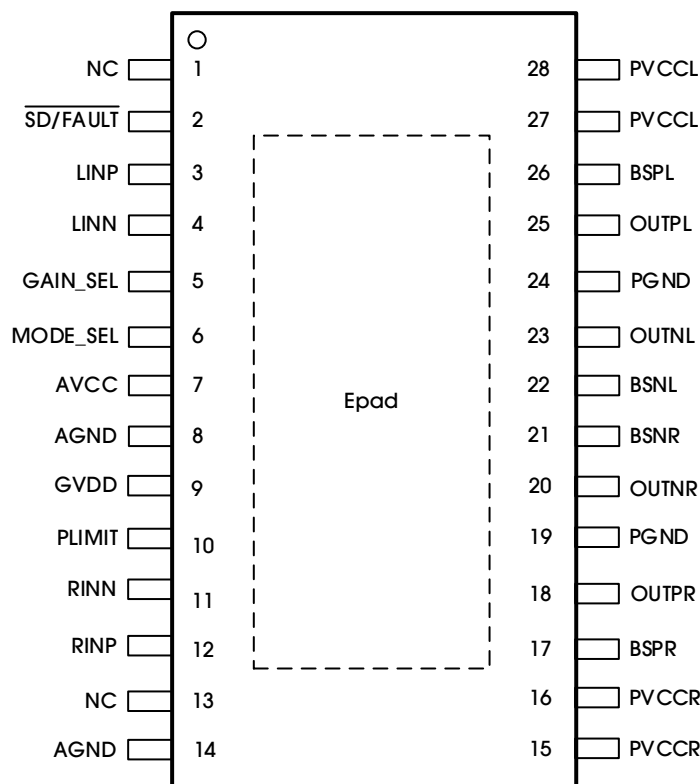 NC 1 28 PVCCL
SD/FAULT 2 27 PVCCL
LINP 3 26 BSPL
LINN 4 25 OUTPL
GAIN_SEL 5 24 PGND
MODE_SEL 6 23 OUTNL
AVCC 7 22 BSNL
Epad
AGND 8 21 BSNR
GVDD 9 20 OUTNR
PLIMIT 10 19 PGND
RINN 11 18 OUTPR
RINP 12 17 BSPR
NC 13 16 PVCCR
AGND 14 15 PVCCR